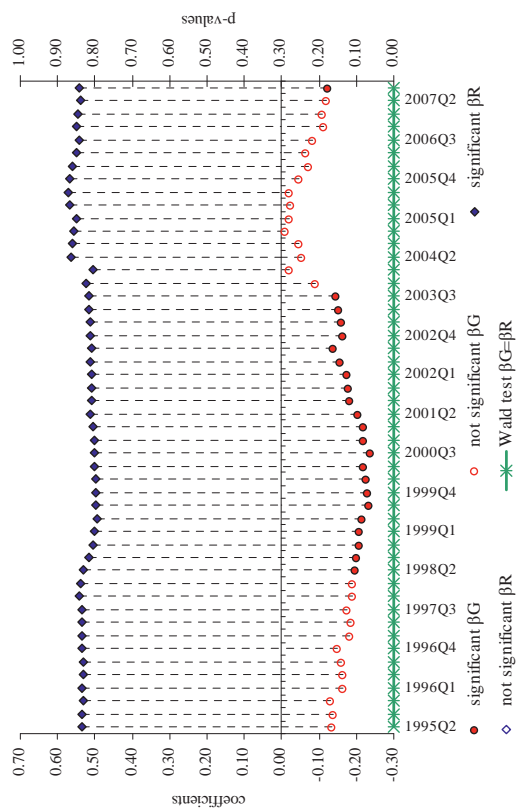 p-values
1.00
0.90
0.80
0.70
0.60
0.50
0.40
0.30
0.20
0.10
0.00
2007Q2
2006Q3
2005Q4
2005Q1
2004Q2
2003Q3
2002Q4
2002Q1
2001Q2
2000Q3
1999Q4
1999Q1
1998Q2
1997Q3
1996Q4
1996Q1
1995Q2
0.70
0.60
0.50
0.40
0.30
0.20
0.10
0.00
-0.10
-0.20
-0.30
coefficients
significant βG
not significant βG
significant βR
not significant βR
Wald test βG=βR